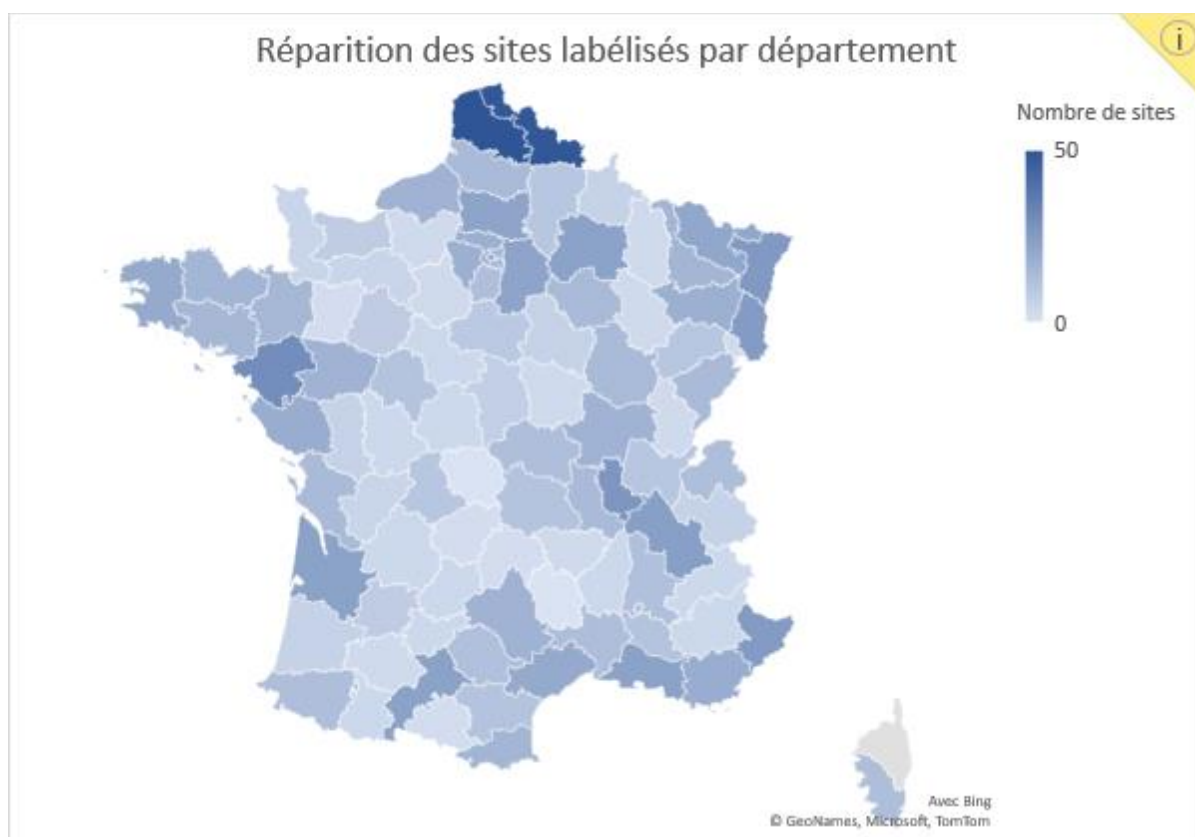 Réparition des sites labélisés par département
i
Nombre de sites
50
0
Avec Bing
© GeoNames, Microsoft, TomTom